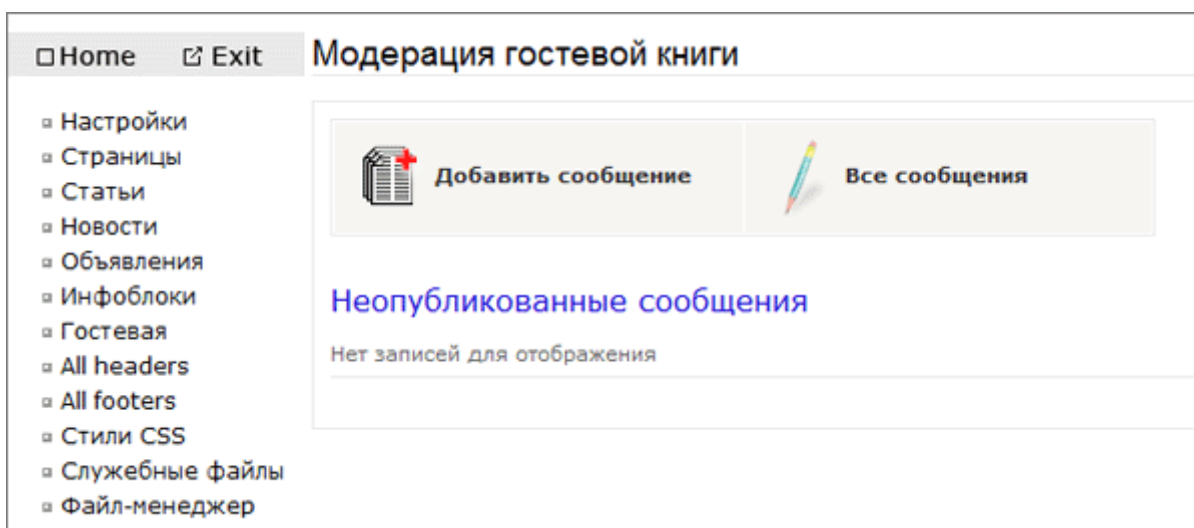 Home Exit
Модерация гостевой книги
Настройки
Страницы
Статьи
Новости
Объявления
Инфоблоки
Гостевая
All headers
All footers
Стили CSS
Служебные файлы
Файл-менеджер
Добавить сообщение
Все сообщения
Неопубликованные сообщения
Нет записей для отображения